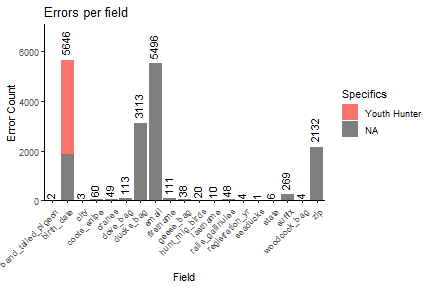 Errors per field
6000
4000
2000
0
Error Count
2
5646
3
60
49
113
3113
5496
111
38
20
10
48
4
1
6
269
4
2132
band_tailed_pigeon
birth_date
city
coots_snipe
cranes
dove_bag
ducks_bag
email
firstname
geese_bag
hunt_mig_birds
lastname
rails_gallinules
registration_yr
seaducks
state
suffix
woodcock_bag
zip
Field
Specifics
Youth Hunter
NA